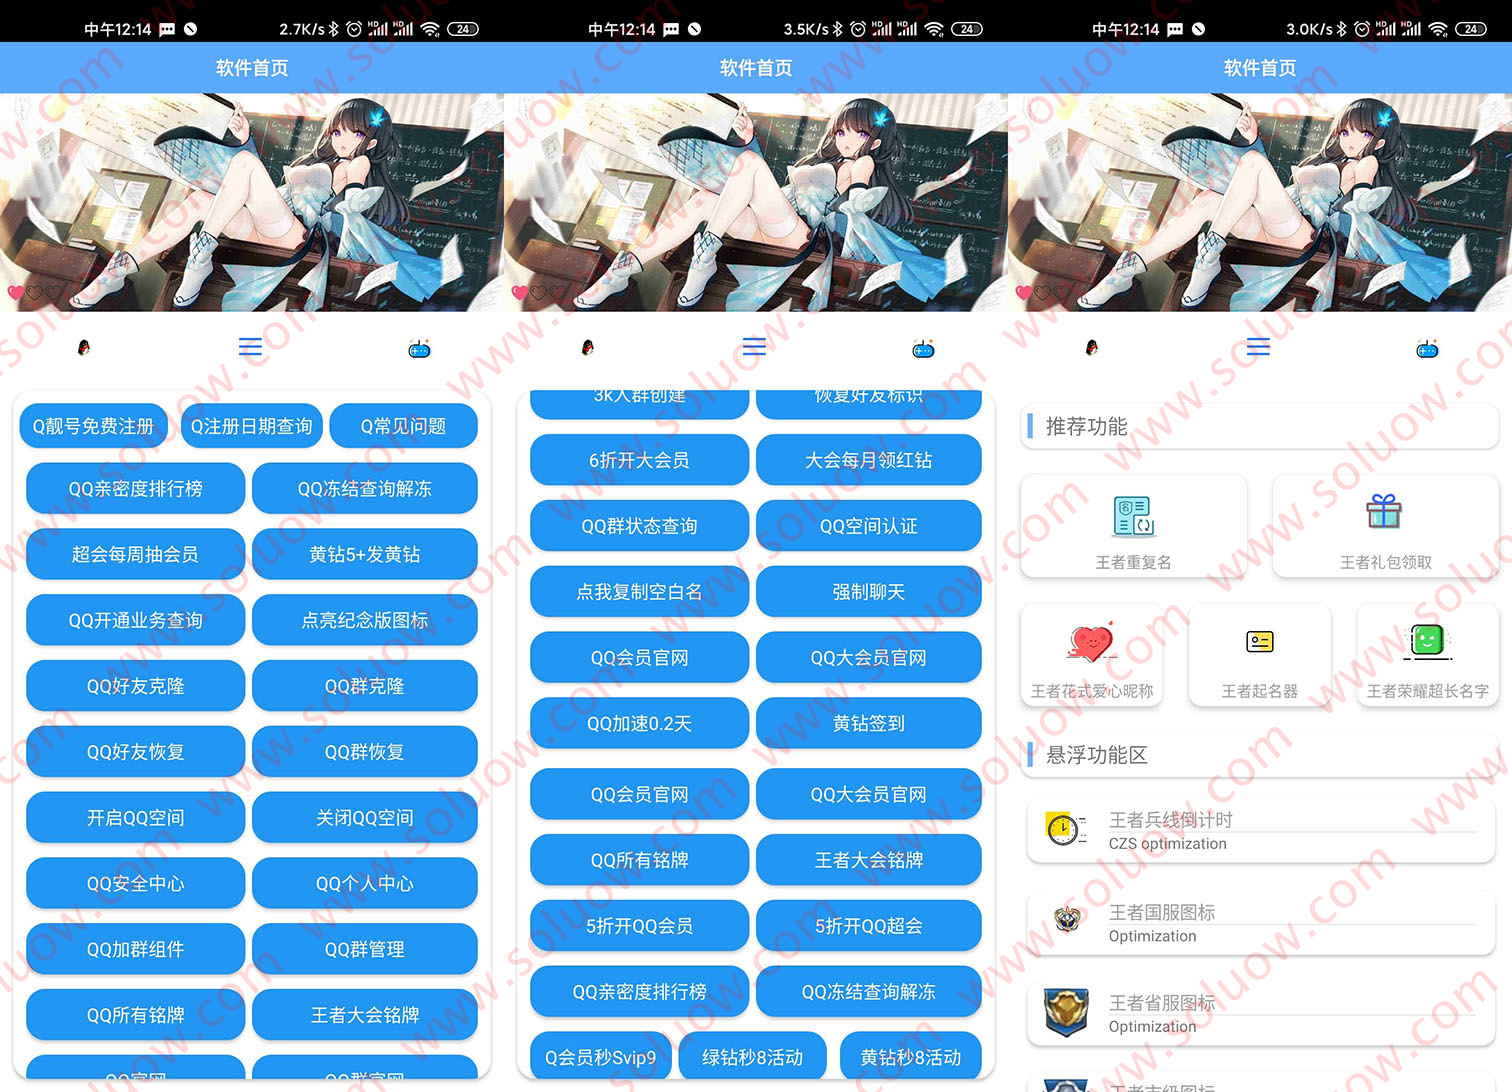 中午12:14 2.7K/s HD HD 24
软件首页
Q靓号免费注册 Q注册日期查询 Q常见问题
QQ亲密度排行榜 QQ冻结查询解冻
超会每周抽会员 黄钻5+发黄钻
QQ开通业务查询 点亮纪念版图标
QQ好友克隆 QQ群克隆
QQ好友恢复 QQ群恢复
开启QQ空间 关闭QQ空间
QQ安全中心 QQ个人中心
QQ加群组件 QQ群管理
QQ所有铭牌 王者大会铭牌
QQ官网 QQ群官网
中午12:14 3.5K/s HD HD 24
软件首页
3k人群创建 恢复好友标识
6折开大会员 大会每月领红钻
QQ群状态查询 QQ空间认证
点我复制空白名 强制聊天
QQ会员官网 QQ大会员官网
QQ加速0.2天 黄钻签到
QQ会员官网 QQ大会员官网
QQ所有铭牌 王者大会铭牌
5折开QQ会员 5折开QQ超会
QQ亲密度排行榜 QQ冻结查询解冻
Q会员秒Svip9 绿钻秒8活动 黄钻秒8活动
中午12:14 3.0K/s HD HD 24
软件首页
推荐功能
王者重复名 王者礼包领取
王者花式爱心昵称 王者起名器 王者荣耀超长名字
悬浮功能区
王者兵线倒计时
CZS optimization
王者国服图标
Optimization
王者省服图标
Optimization
王者市级图标
www.soluow.com